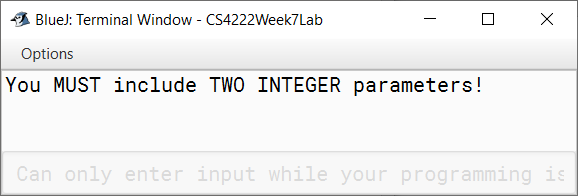 BlueJ: Terminal Window - CS4222Week7Lab
Options
You MUST include TWO INTEGER parameters!
Can only enter input while your programming is